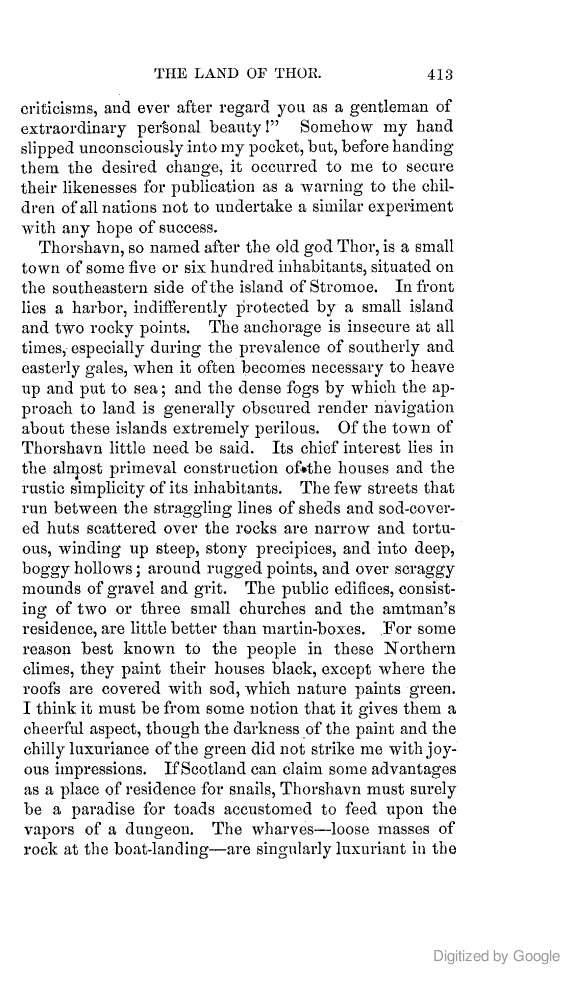 THE LAND OF THOR. 413
criticisms, and ever after regard you as a gentleman of
extraordinary personal beauty!” Somehow my hand
slipped unconsciously into my pocket, but, before handing
them the desired change, it occurred to me to secure
their likenesses for publication as a warning to the chil-
dren of all nations not to undertake a similar experiment
with any hope of success.
Thorshavn, so named after the old god Thor, is a small
town of some five or six hundred inhabitants, situated on
the southeastern side of the island of Stromoe. In front
lies a harbor, indifferently protected by a small island
and two rocky points. The anchorage is insecure at all
times, especially during the prevalence of southerly and
easterly gales, when it often becomes necessary to heave
up and put to sea; and the dense fogs by which the ap-
proach to land is generally obscured render navigation
about these islands extremely perilous. Of the town of
Thorshavn little need be said. Its chief interest lies in
the almost primeval construction of the houses and the
rustic simplicity of its inhabitants. The few streets that
run between the straggling lines of sheds and sod-cover-
ed huts scattered over the rocks are narrow and tortu-
ous, winding up steep, stony precipices, and into deep,
boggy hollows; around rugged points, and over scraggy
mounds of gravel and grit. The public edifices, consist-
ing of two or three small churches and the amtman’s
residence, are little better than martin-boxes. For some
reason best known to the people in these Northern
climes, they paint their houses black, except where the
roofs are covered with sod, which nature paints green.
I think it must be from some notion that it gives them a
cheerful aspect, though the darkness of the paint and the
chilly luxuriance of the green did not strike me with joy-
ous impressions. If Scotland can claim some advantages
as a place of residence for snails, Thorshavn must surely
be a paradise for toads accustomed to feed upon the
vapors of a dungeon. The wharves—loose masses of
rock at the boat-landing—are singularly luxuriant in the
Digitized by Google